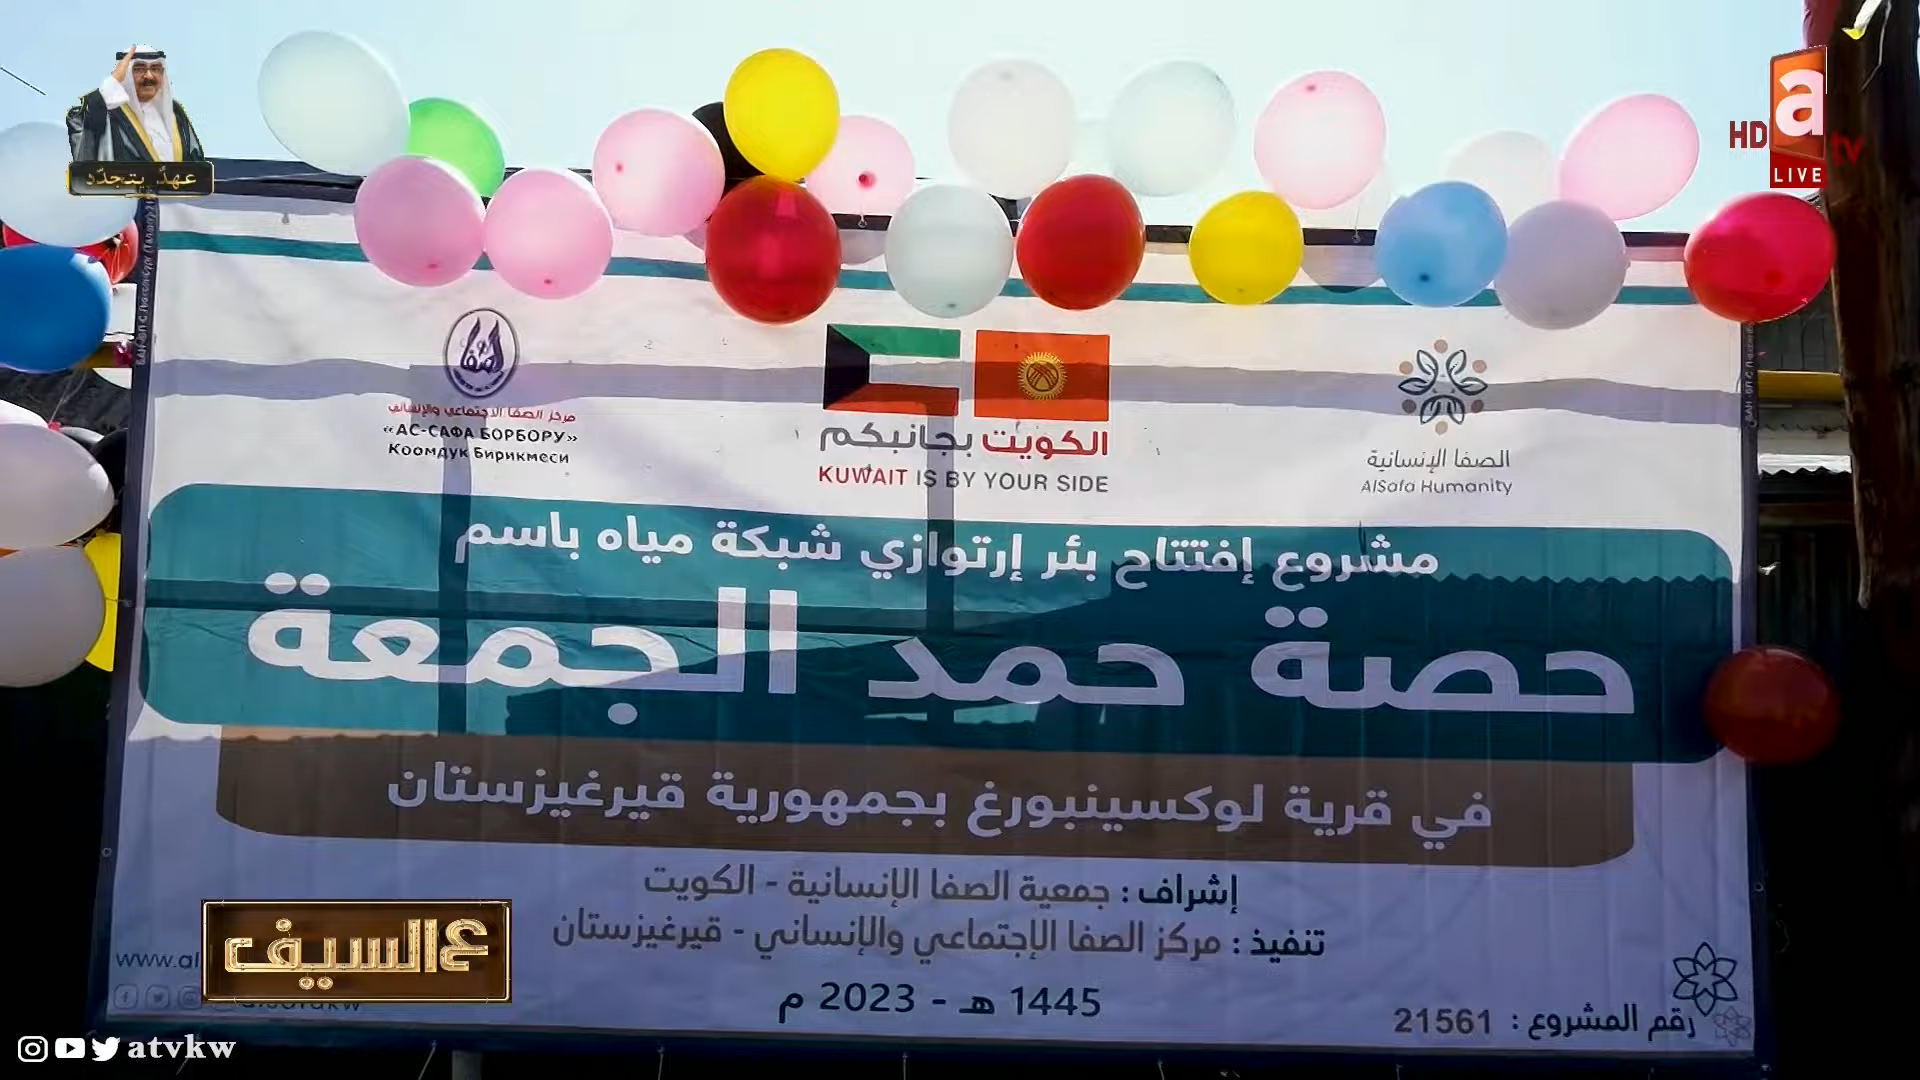 عهدٌ يتجدّد
HD a tv
LIVE
الصفا
مركز الصفا الاجتماعي والإنساني
«АС-САФА БОРБОРУ»
Коомдук Бирикмеси
الكويت بجانبكم
KUWAIT IS BY YOUR SIDE
الصفا الإنسانية
AlSafa Humanity
مشروع إفتتاح بئر إرتوازي شبكة مياه باسم
حصة حمد الجمعة
في قرية لوكسينبورغ بجمهورية قيرغيزستان
إشراف : جمعية الصفا الإنسانية - الكويت
تنفيذ : مركز الصفا الإجتماعي والإنساني - قيرغيزستان
1445 هـ - 2023 م
رقم المشروع : 21561
www.al
عالسيف
atvkw